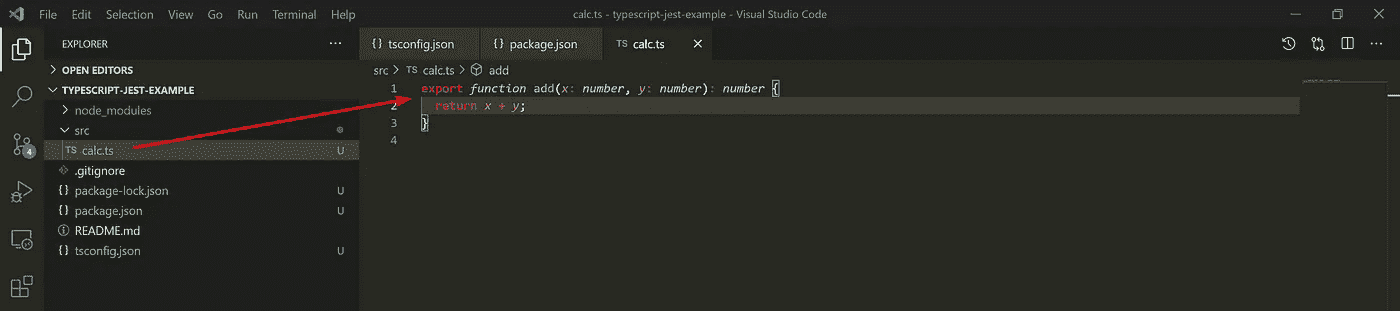 File Edit Selection View Go Run Terminal Help calc.ts - typescript-jest-example - Visual Studio Code
EXPLORER ...
OPEN EDITORS
TYPESCRIPT-JEST-EXAMPLE
node_modules
src
TS calc.ts U
.gitignore
{} package-lock.json U
{} package.json U
README.md
{} tsconfig.json U
4
{} tsconfig.json {} package.json TS calc.ts
src > TS calc.ts > add
1 export function add(x: number, y: number): number {
2 return x + y;
3 }
4